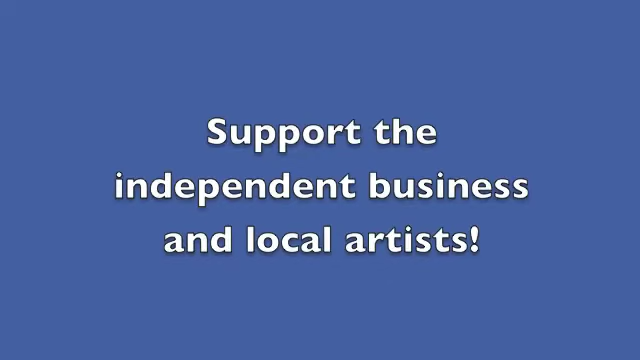 Support the
independent business
and local artists!